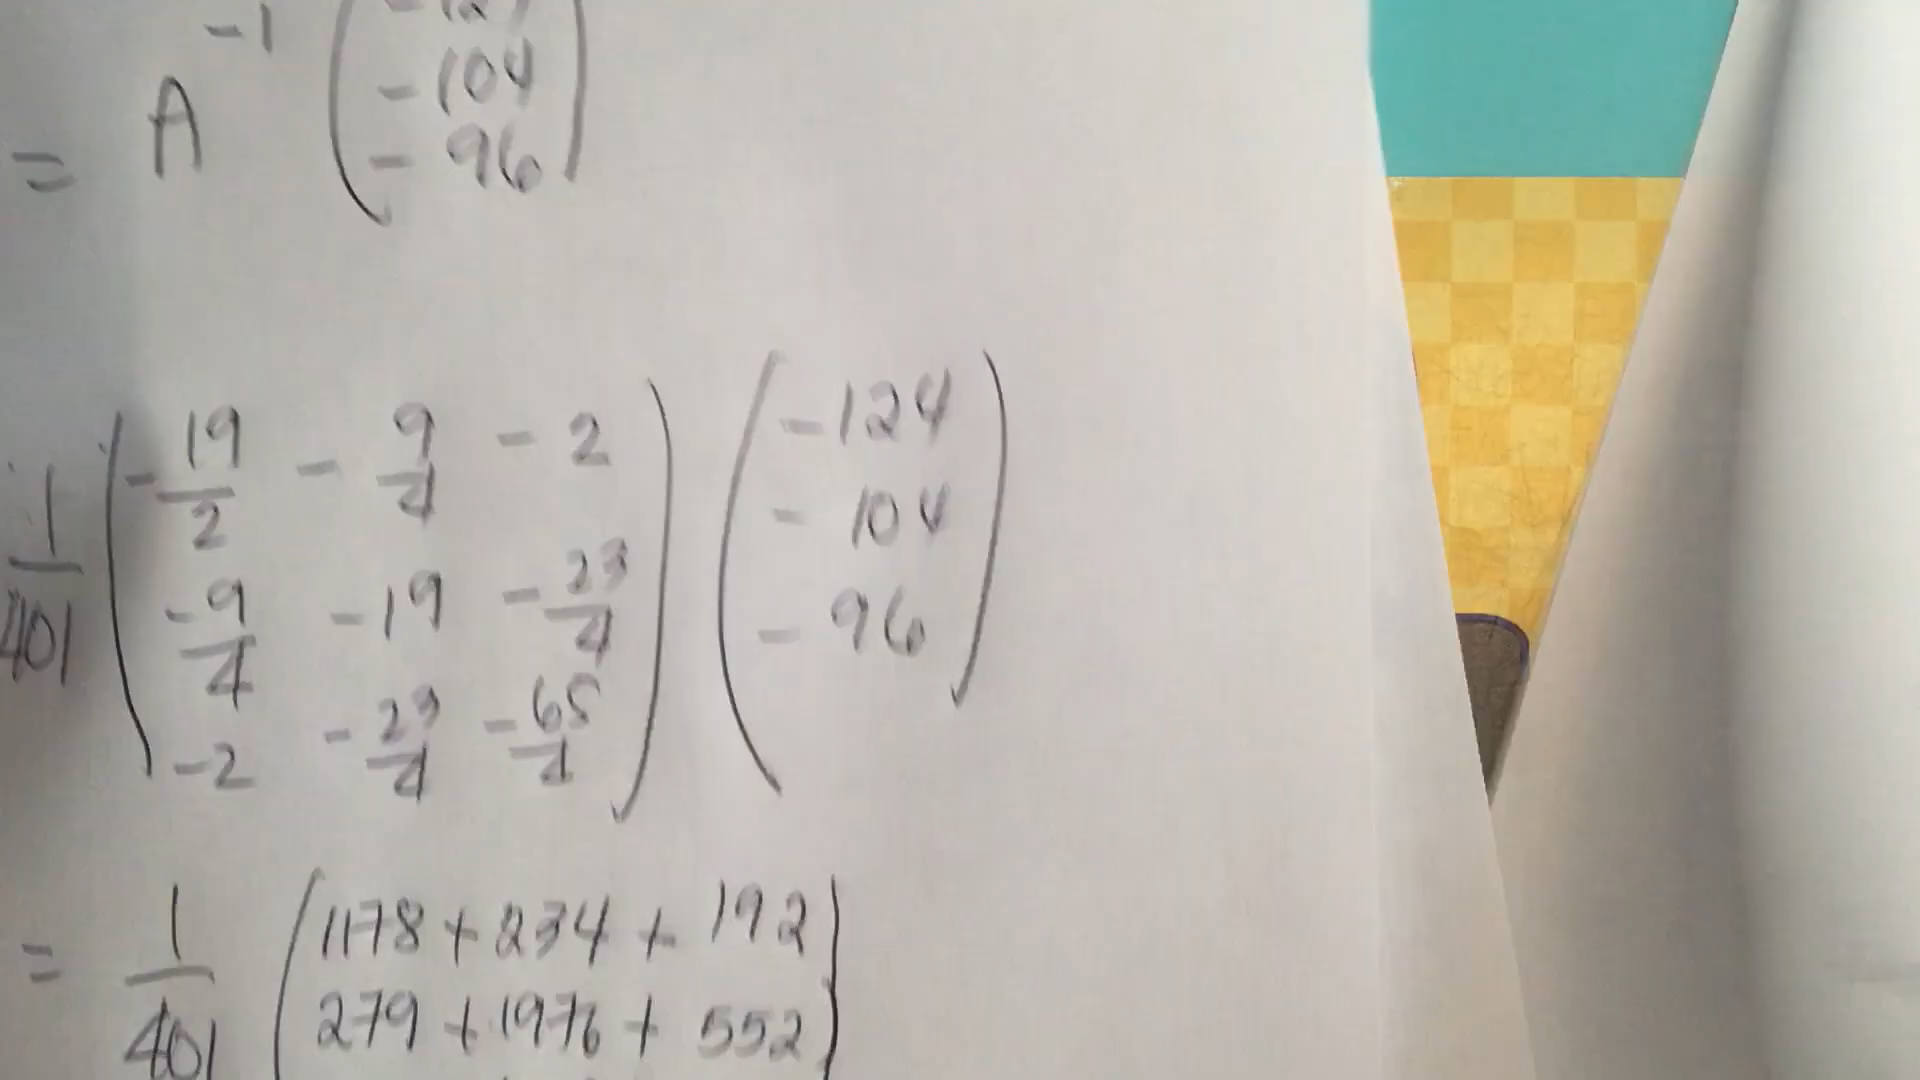 = A^-1 ( -104
- 96 )
1/401 ( -19/2 - 9/4 - 2
-9/4 -19 -23/4
-2 -23/4 -65/4 ) ( -124
- 104
- 96 )
= 1/401 ( 1178 + 234 + 192
279 + 1976 + 552 )